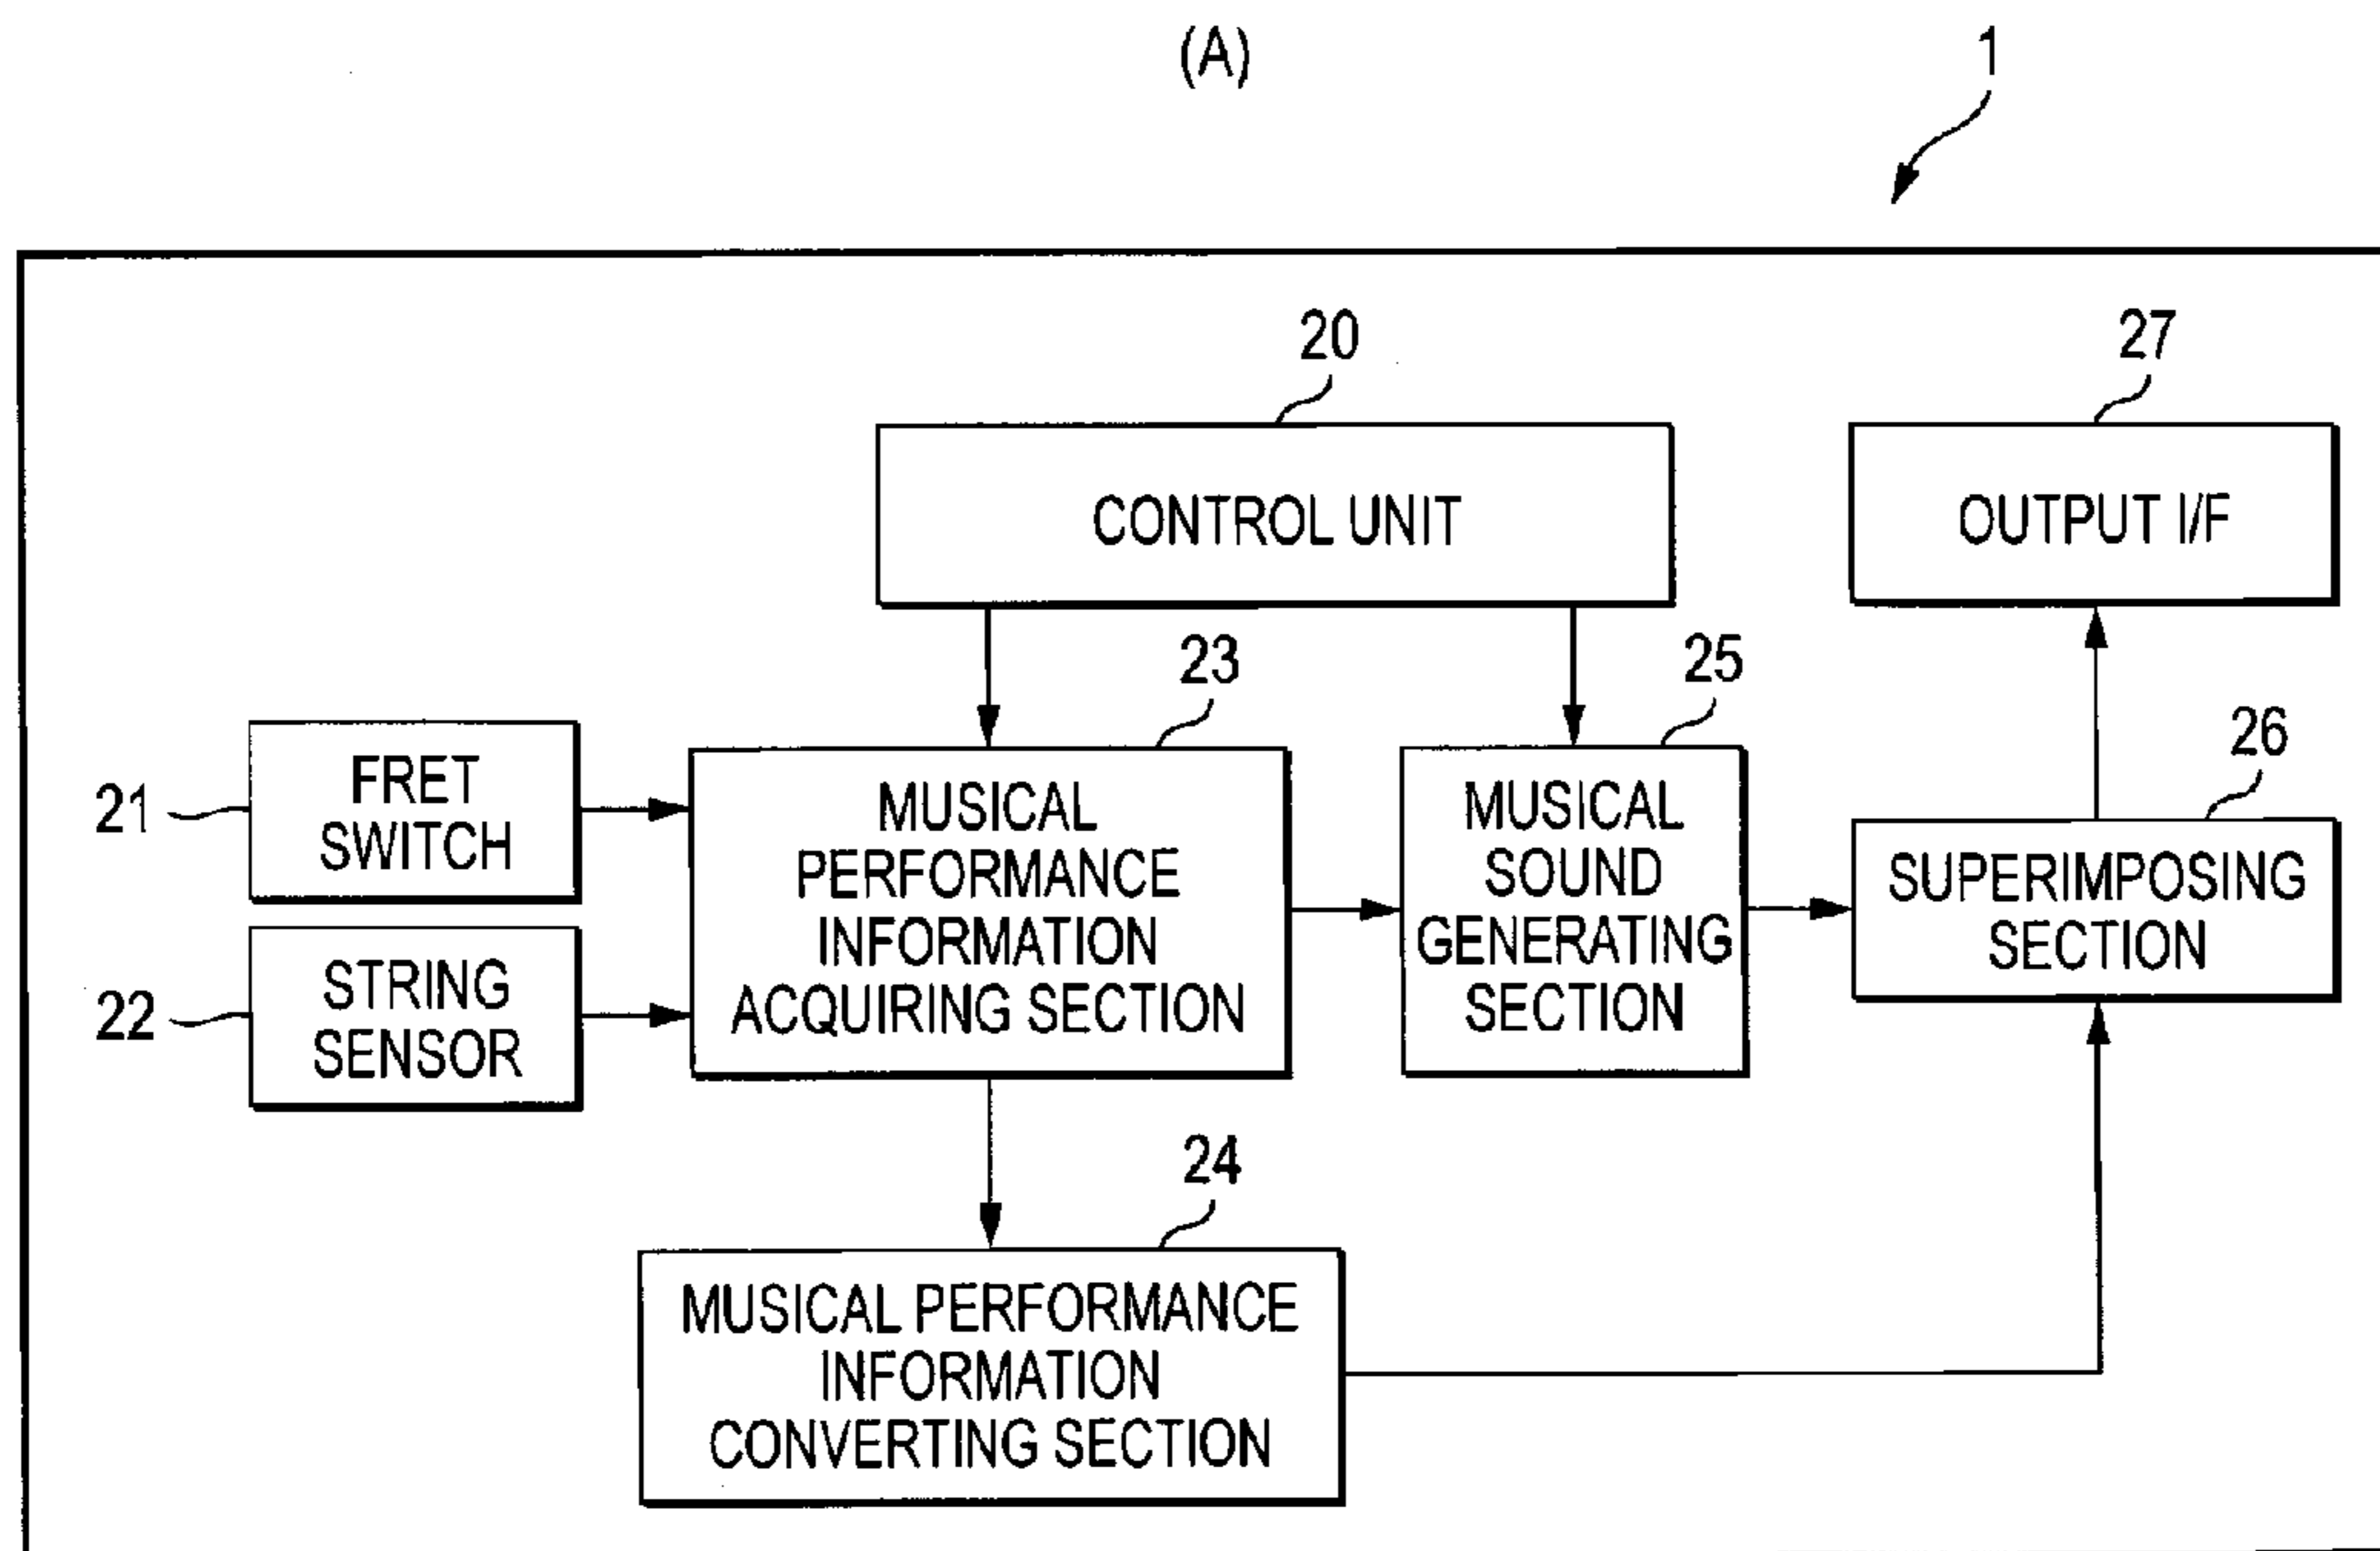 (A)
1
20
27
CONTROL UNIT
OUTPUT I/F
23
25
26
21
FRET
SWITCH
MUSICAL
PERFORMANCE
INFORMATION
ACQUIRING SECTION
MUSICAL
SOUND
GENERATING
SECTION
SUPERIMPOSING
SECTION
22
STRING
SENSOR
24
MUSICAL PERFORMANCE
INFORMATION
CONVERTING SECTION